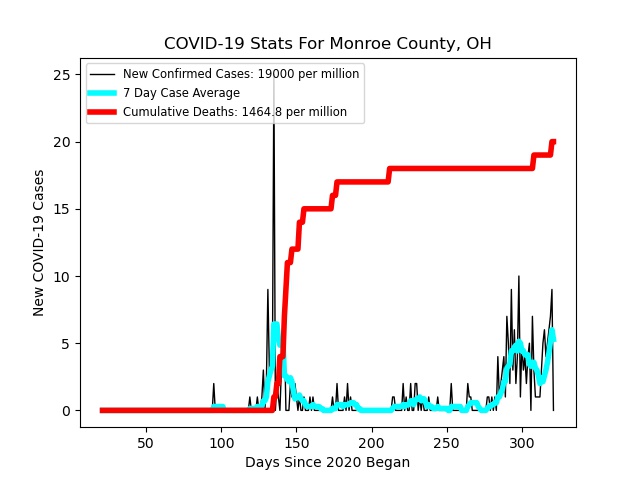 COVID-19 Stats For Monroe County, OH
New Confirmed Cases: 19000 per million
7 Day Case Average
Cumulative Deaths: 1464.8 per million
New COVID-19 Cases
25
20
15
10
5
0
50 100 150 200 250 300
Days Since 2020 Began